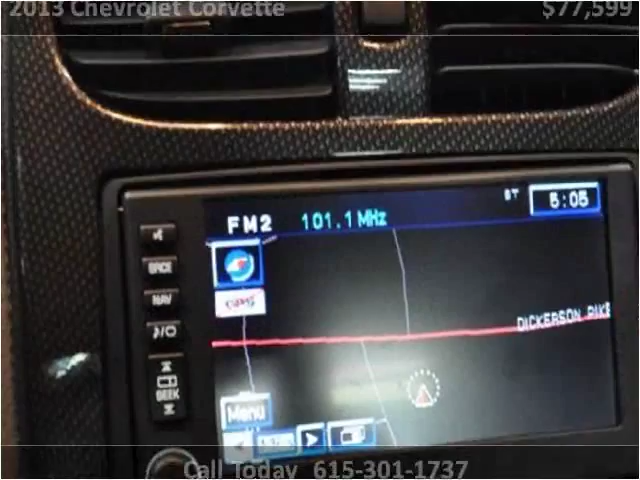 2013 Chevrolet Corvette $77,599
FM2 101.1 MHz ST 5:05
NAV
DICKERSON PIKE
SEEK
Menu
Call Today 615-301-1737